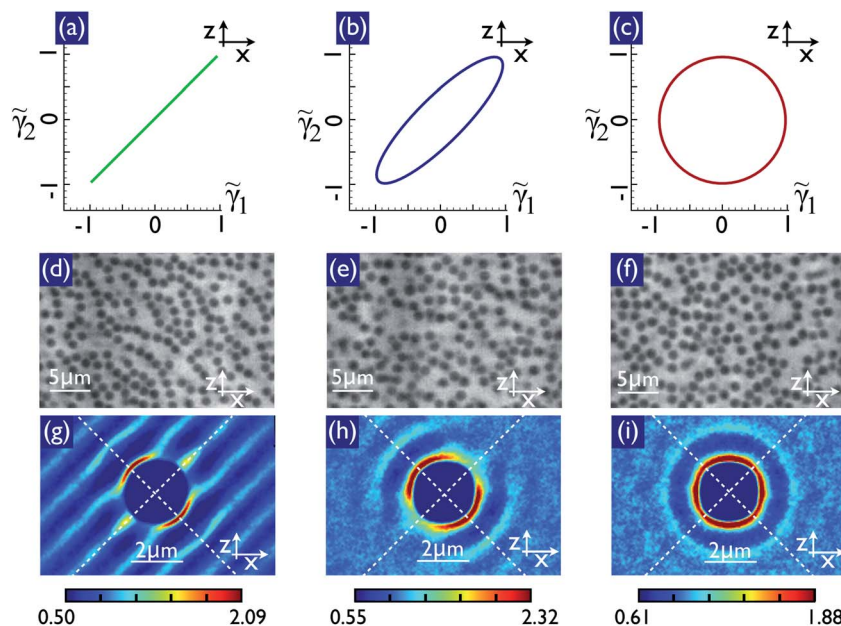 (a) z x
1 0 -1
γ̃2
-1 0 1
γ̃1
(b) z x
1 0 -1
γ̃2
-1 0 1
γ̃1
(c) z x
1 0 -1
γ̃2
-1 0 1
γ̃1
(d) 5μm z x
(e) 5μm z x
(f) 5μm z x
(g) 2μm z x
(h) 2μm z x
(i) 2μm z x
0.50 2.09
0.55 2.32
0.61 1.88